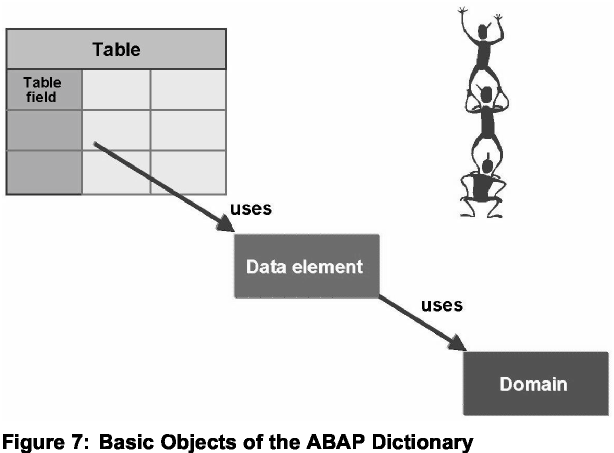 Table
Table
field
uses
Data element
uses
Domain
Figure 7: Basic Objects of the ABAP Dictionary